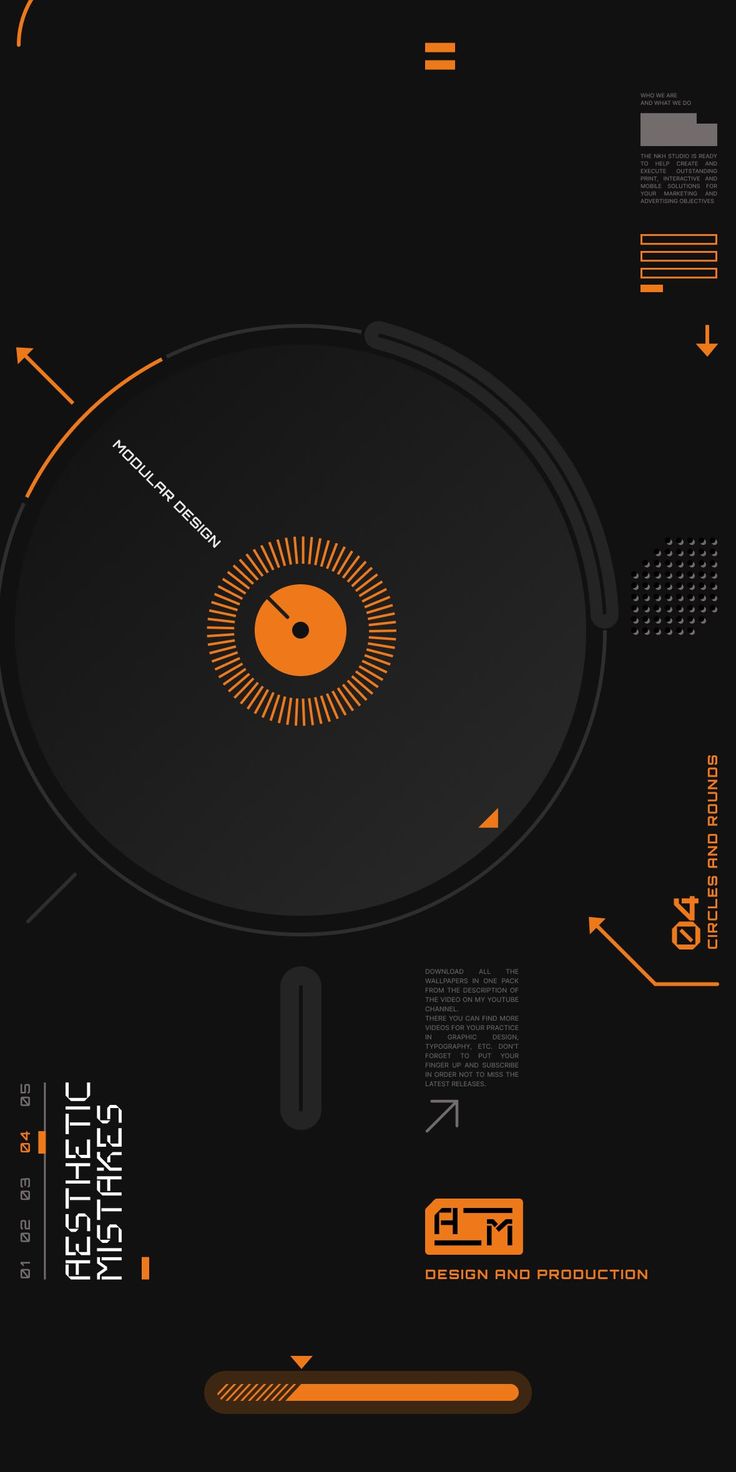 WHO WE ARE
AND WHAT WE DO
THE NKH STUDIO IS READY
TO HELP CREATE AND
EXECUTE OUTSTANDING
PRINT, INTERACTIVE AND
MOBILE SOLUTIONS FOR
YOUR MARKETING AND
ADVERTISING OBJECTIVES
MODULAR DESIGN
04
CIRCLES AND ROUNDS
DOWNLOAD ALL THE
WALLPAPERS IN ONE PACK
FROM THE DESCRIPTION OF
THE VIDEO ON MY YOUTUBE
CHANNEL.
THERE YOU CAN FIND MORE
VIDEOS FOR YOUR PRACTICE
IN GRAPHIC DESIGN,
TYPOGRAPHY, ETC. DON'T
FORGET TO PUT YOUR
FINGER UP AND SUBSCRIBE
IN ORDER NOT TO MISS THE
LATEST RELEASES.
01 02 03 04 05
AESTHETIC
MISTAKES
AM
DESIGN AND PRODUCTION